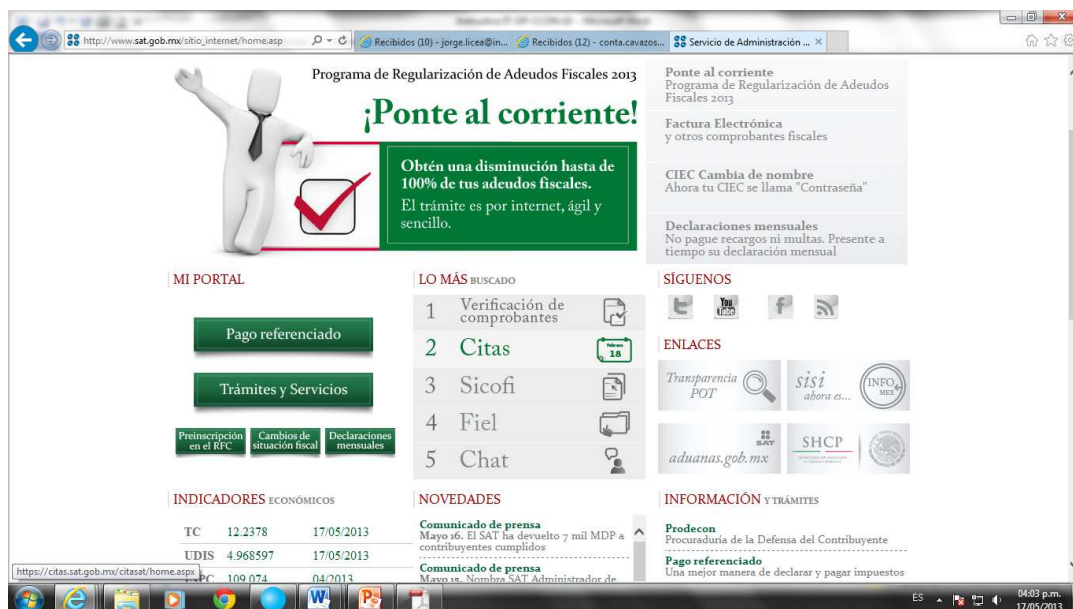 http://www.sat.gob.mx/sitio_internet/home.asp
Recibidos (10) - jorge.licea@in...
Recibidos (12) - conta.cavazos...
Servicio de Administración ...
Programa de Regularización de Adeudos Fiscales 2013
¡Ponte al corriente!
Obtén una disminución hasta de
100% de tus adeudos fiscales.
El trámite es por internet, ágil y
sencillo.
Ponte al corriente
Programa de Regularización de Adeudos
Fiscales 2013
Factura Electrónica
y otros comprobantes fiscales
CIEC Cambia de nombre
Ahora tu CIEC se llama "Contraseña"
Declaraciones mensuales
No pague recargos ni multas. Presente a
tiempo su declaración mensual
MI PORTAL
Pago referenciado
Trámites y Servicios
Preinscripción
en el RFC
Cambios de
situación fiscal
Declaraciones
mensuales
LO MÁS BUSCADO
1 Verificación de
comprobantes
2 Citas
18
3 Sicofi
4 Fiel
5 Chat
SÍGUENOS
You
Tube
ENLACES
Transparencia
POT
sisi
ahora es...
INFO
MEX
SAT
aduanas.gob.mx
SHCP
INDICADORES ECONÓMICOS
TC 12.2378 17/05/2013
UDIS 4.968597 17/05/2013
PC 109.074 04/2013
NOVEDADES
Comunicado de prensa
Mayo 16. El SAT ha devuelto 7 mil MDP a
contribuyentes cumplidos
Comunicado de prensa
Mayo 15. Nombra SAT Administrador de
INFORMACIÓN Y TRÁMITES
Prodecon
Procuraduría de la Defensa del Contribuyente
Pago referenciado
Una mejor manera de declarar y pagar impuestos
https://citas.sat.gob.mx/citasat/home.aspx
ES
04:03 p.m.
17/05/2013